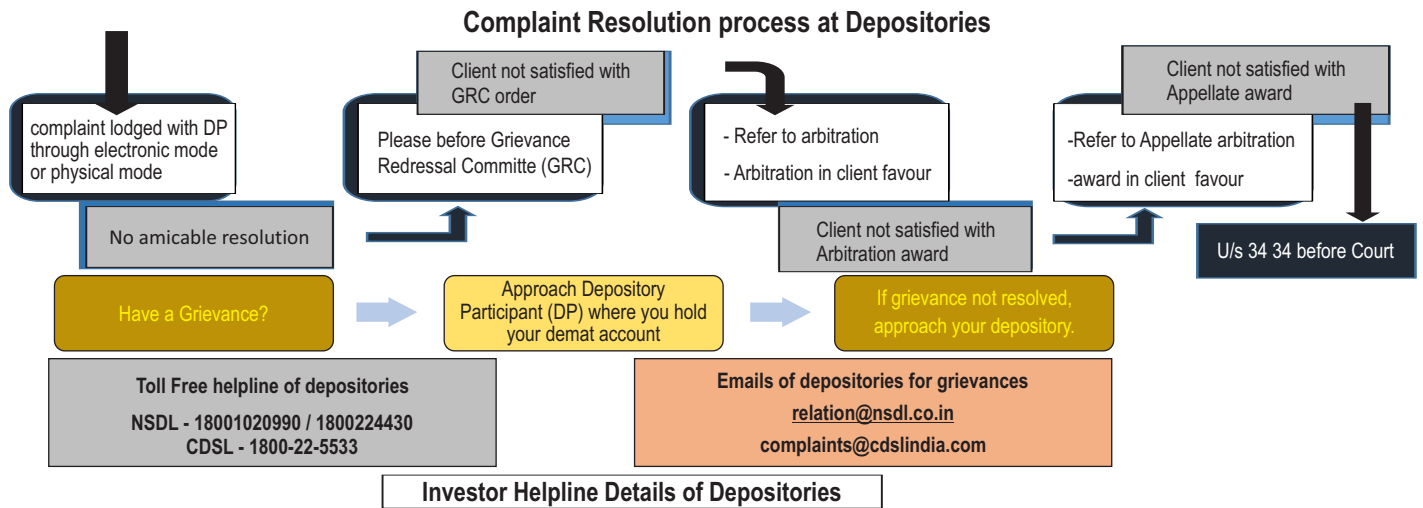 Complaint Resolution process at Depositories
complaint lodged with DP
through electronic mode
or physical mode
No amicable resolution
Client not satisfied with
GRC order
Please before Grievance
Redressal Committe (GRC)
- Refer to arbitration
- Arbitration in client favour
Client not satisfied with
Arbitration award
Client not satisfied with
Appellate award
-Refer to Appellate arbitration
-award in client favour
U/s 34 34 before Court
Have a Grievance?
Approach Depository
Participant (DP) where you hold
your demat account
If grievance not resolved,
approach your depository.
Toll Free helpline of depositories
NSDL - 18001020990 / 1800224430
CDSL - 1800-22-5533
Emails of depositories for grievances
relation@nsdl.co.in
complaints@cdslindia.com
Investor Helpline Details of Depositories